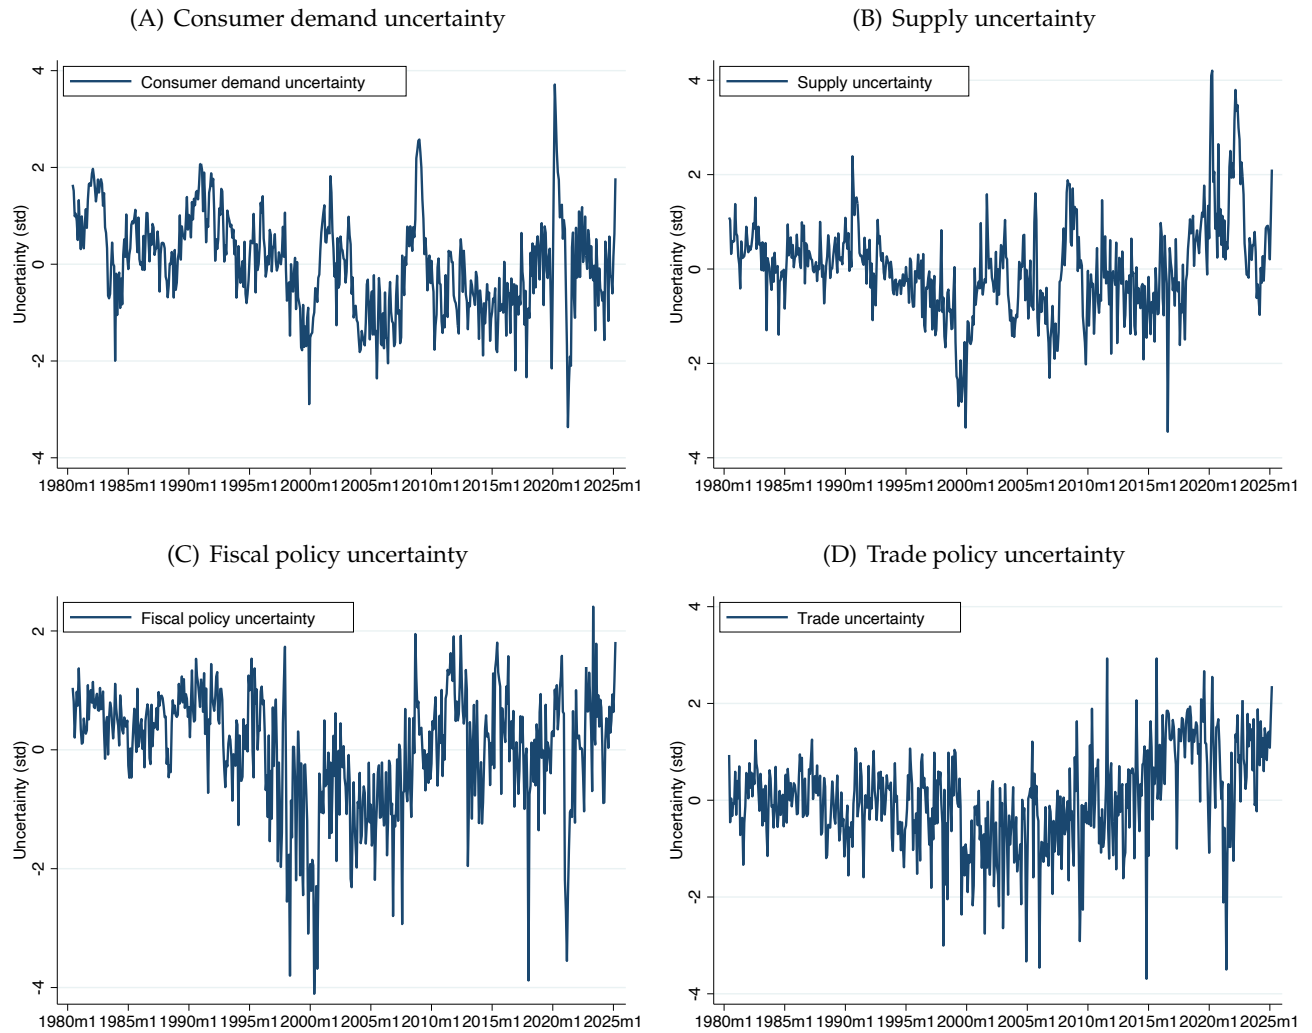 (A) Consumer demand uncertainty
Consumer demand uncertainty
Uncertainty (std)
4
2
0
-2
-4
1980m1 1985m1 1990m1 1995m1 2000m1 2005m1 2010m1 2015m1 2020m1 2025m1
(B) Supply uncertainty
Supply uncertainty
Uncertainty (std)
4
2
0
-2
-4
1980m1 1985m1 1990m1 1995m1 2000m1 2005m1 2010m1 2015m1 2020m1 2025m1
(C) Fiscal policy uncertainty
Fiscal policy uncertainty
Uncertainty (std)
2
0
-2
-4
1980m1 1985m1 1990m1 1995m1 2000m1 2005m1 2010m1 2015m1 2020m1 2025m1
(D) Trade policy uncertainty
Trade uncertainty
Uncertainty (std)
4
2
0
-2
-4
1980m1 1985m1 1990m1 1995m1 2000m1 2005m1 2010m1 2015m1 2020m1 2025m1